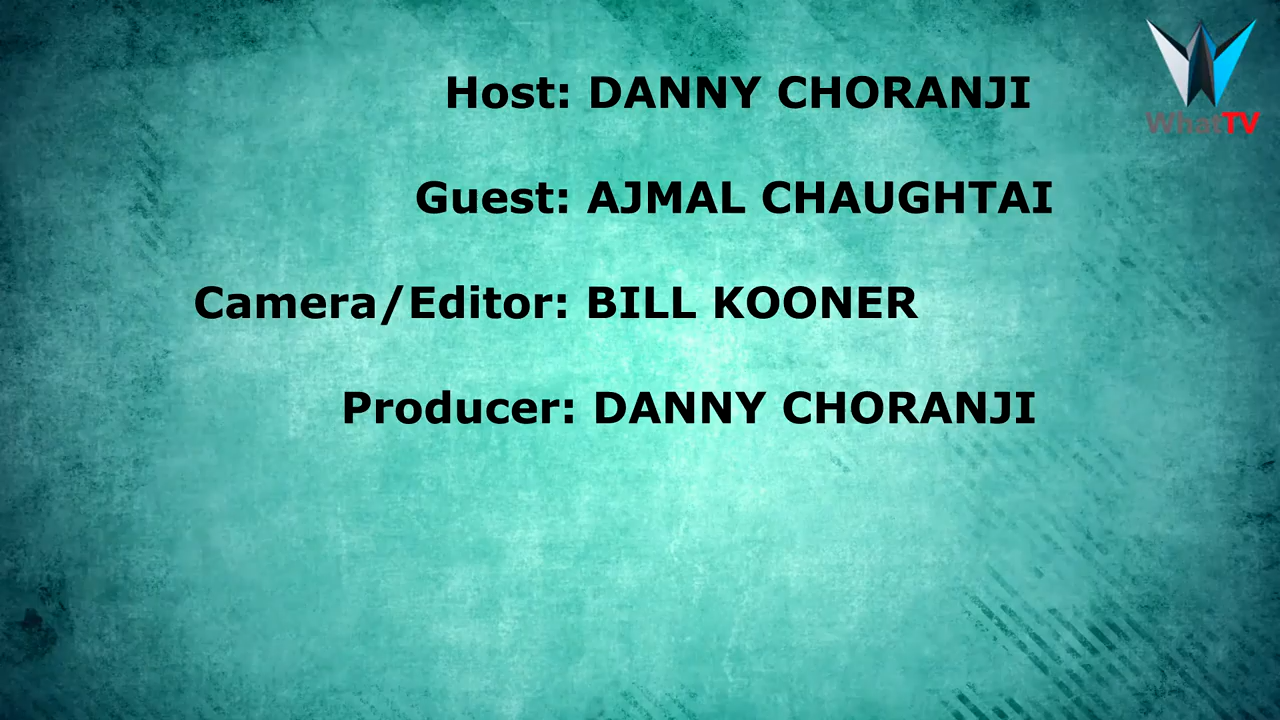 Host: DANNY CHORANJI
Guest: AJMAL CHAUGHTAI
Camera/Editor: BILL KOONER
Producer: DANNY CHORANJI
WhatTV